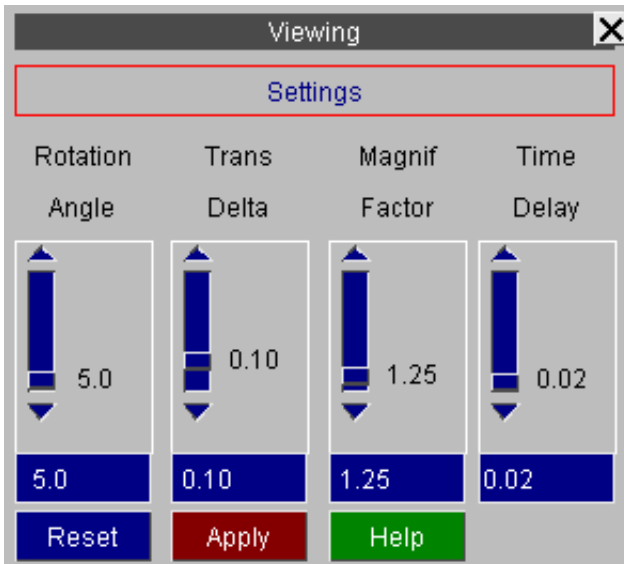 Viewing
Settings
Rotation Trans Magnif Time
Angle Delta Factor Delay
5.0 0.10 1.25 0.02
5.0 0.10 1.25 0.02
Reset Apply Help